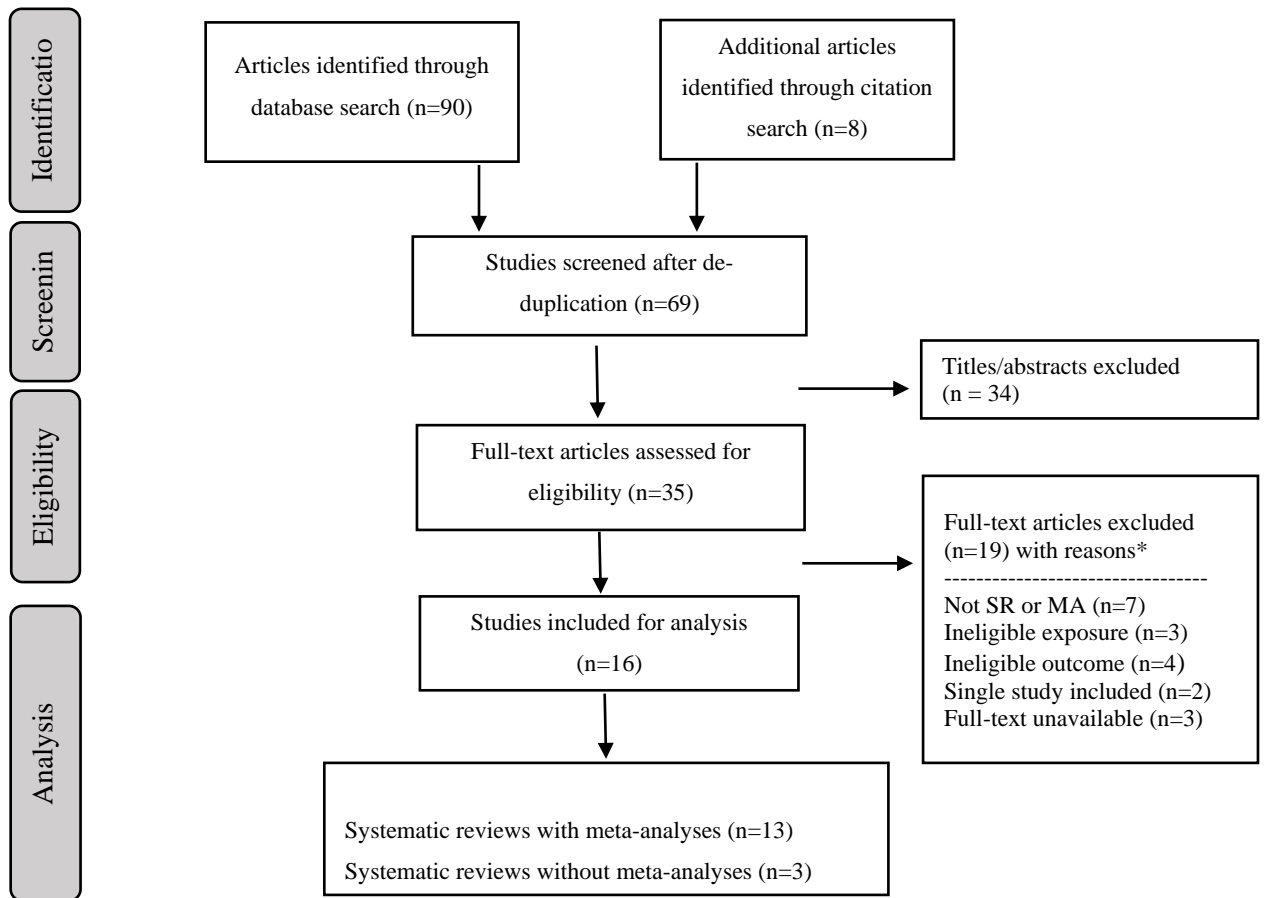 Identificatio
Articles identified through
database search (n=90)
Additional articles
identified through citation
search (n=8)
Screenin
Studies screened after de-
duplication (n=69)
Titles/abstracts excluded
(n = 34)
Eligibility
Full-text articles assessed for
eligibility (n=35)
Full-text articles excluded
(n=19) with reasons*
---------------------------------
Not SR or MA (n=7)
Ineligible exposure (n=3)
Ineligible outcome (n=4)
Single study included (n=2)
Full-text unavailable (n=3)
Analysis
Studies included for analysis
(n=16)
Systematic reviews with meta-analyses (n=13)
Systematic reviews without meta-analyses (n=3)